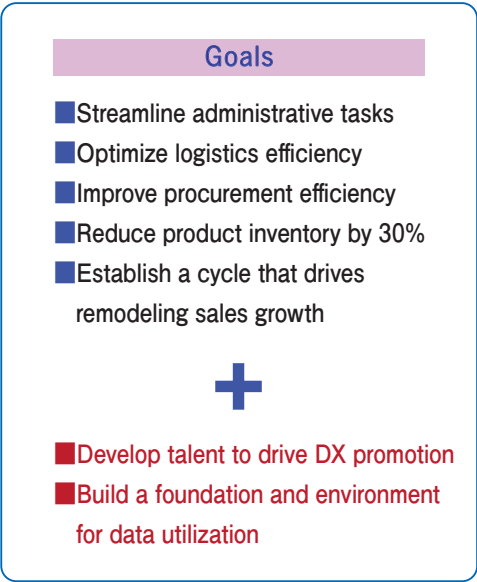 Goals
■Streamline administrative tasks
■Optimize logistics efficiency
■Improve procurement efficiency
■Reduce product inventory by 30%
■Establish a cycle that drives
remodeling sales growth
+
■Develop talent to drive DX promotion
■Build a foundation and environment
for data utilization